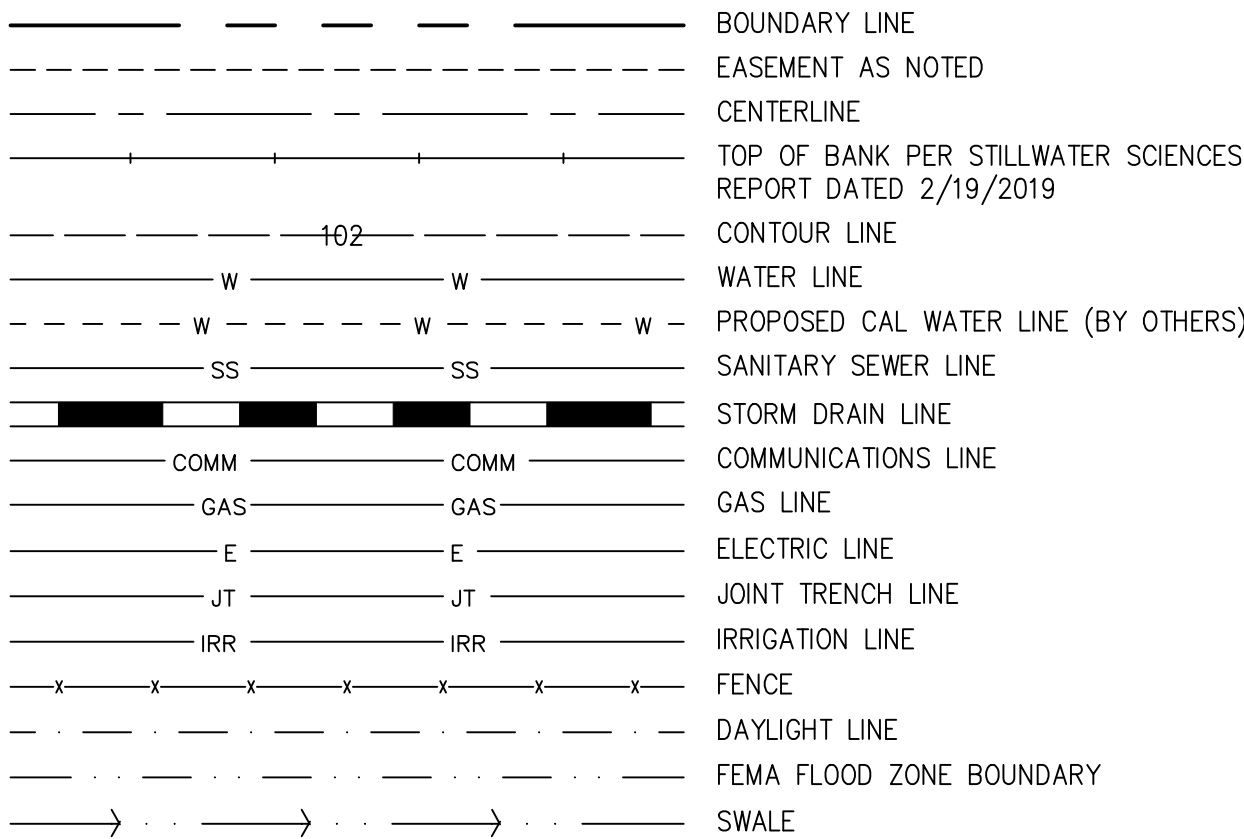 BOUNDARY LINE
EASEMENT AS NOTED
CENTERLINE
TOP OF BANK PER STILLWATER SCIENCES
REPORT DATED 2/19/2019
102 CONTOUR LINE
W W WATER LINE
W W W PROPOSED CAL WATER LINE (BY OTHERS)
SS SS SANITARY SEWER LINE
STORM DRAIN LINE
COMM COMM COMMUNICATIONS LINE
GAS GAS GAS LINE
E E ELECTRIC LINE
JT JT JOINT TRENCH LINE
IRR IRR IRRIGATION LINE
X X X X X X X FENCE
DAYLIGHT LINE
FEMA FLOOD ZONE BOUNDARY
SWALE